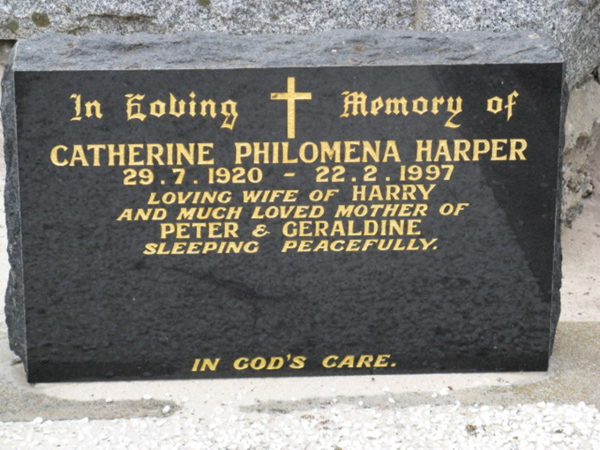 In Loving Memory of
CATHERINE PHILOMENA HARPER
29.7.1920 - 22.2.1997
LOVING WIFE OF HARRY
AND MUCH LOVED MOTHER OF
PETER & GERALDINE
SLEEPING PEACEFULLY.
IN GOD'S CARE.